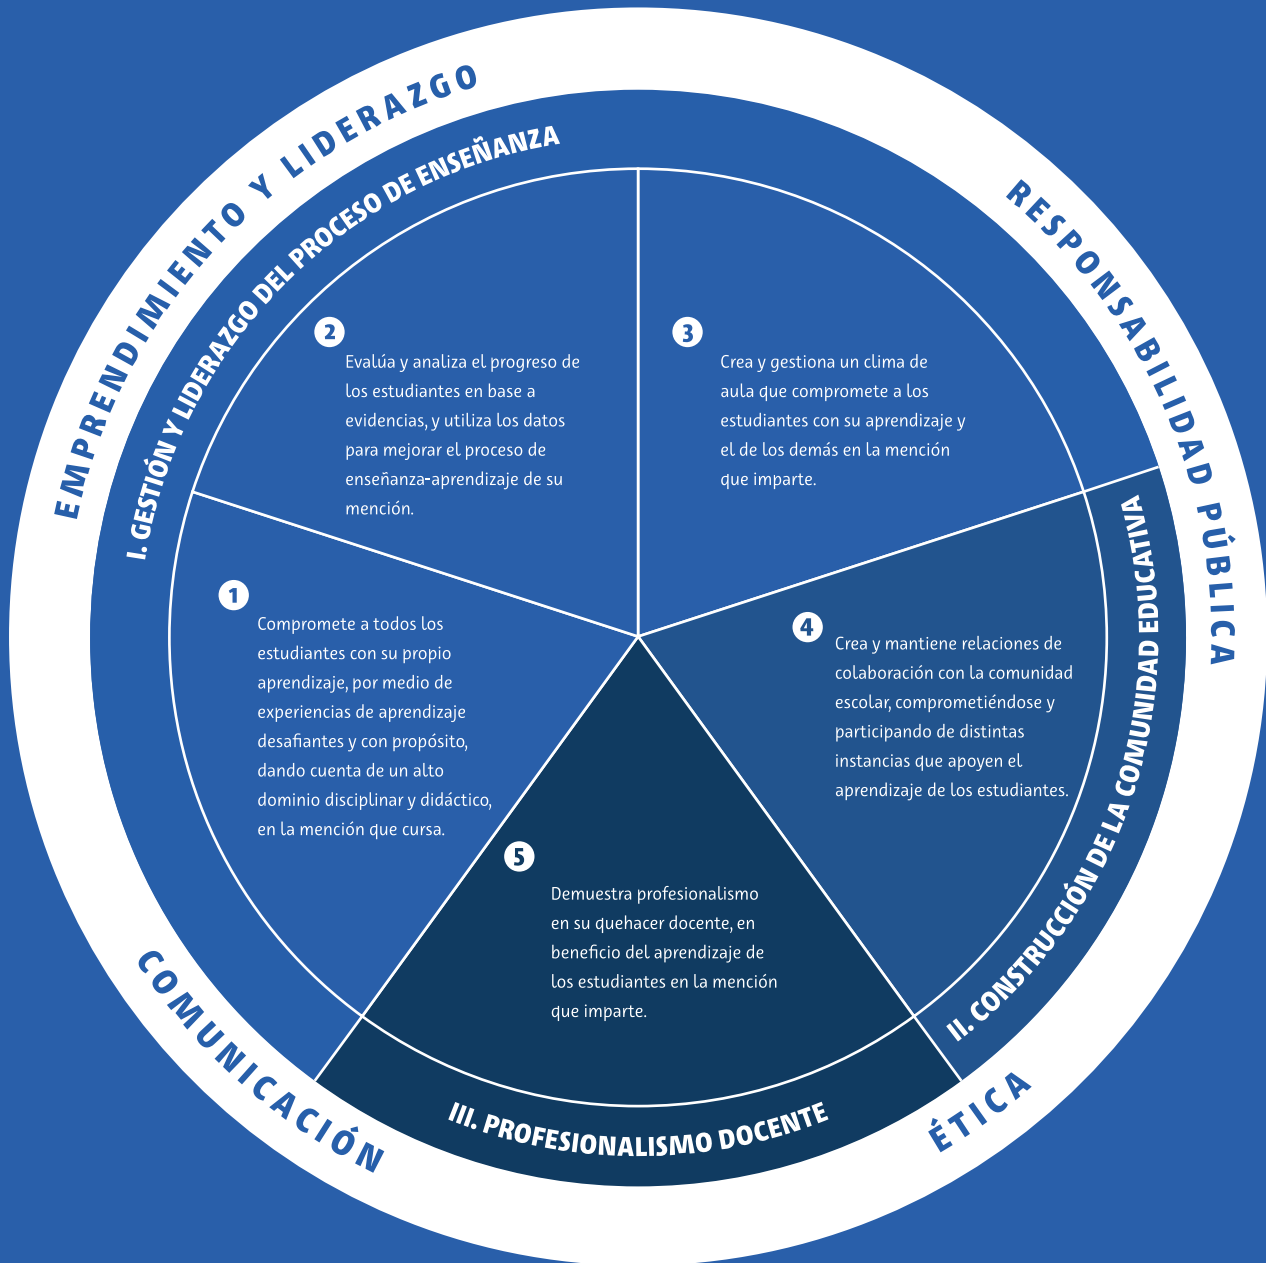 EMPRENDIMIENTO Y LIDERAZGO
RESPONSABILIDAD PÚBLICA
I. GESTIÓN Y LIDERAZGO DEL PROCESO DE ENSEÑANZA
2
Evalúa y analiza el progreso de
los estudiantes en base a
evidencias, y utiliza los datos
para mejorar el proceso de
enseñanza-aprendizaje de su
mención.
3
Crea y gestiona un clima de
aula que compromete a los
estudiantes con su aprendizaje y
el de los demás en la mención
que imparte.
1
Compromete a todos los
estudiantes con su propio
aprendizaje, por medio de
experiencias de aprendizaje
desafiantes y con propósito,
dando cuenta de un alto
dominio disciplinar y didáctico,
en la mención que cursa.
4
Crea y mantiene relaciones de
colaboración con la comunidad
escolar, comprometiéndose y
participando de distintas
instancias que apoyen el
aprendizaje de los estudiantes.
II. CONSTRUCCIÓN DE LA COMUNIDAD EDUCATIVA
5
Demuestra profesionalismo
en su quehacer docente, en
beneficio del aprendizaje de
los estudiantes en la mención
que imparte.
III. PROFESIONALISMO DOCENTE
COMUNICACIÓN
ÉTICA